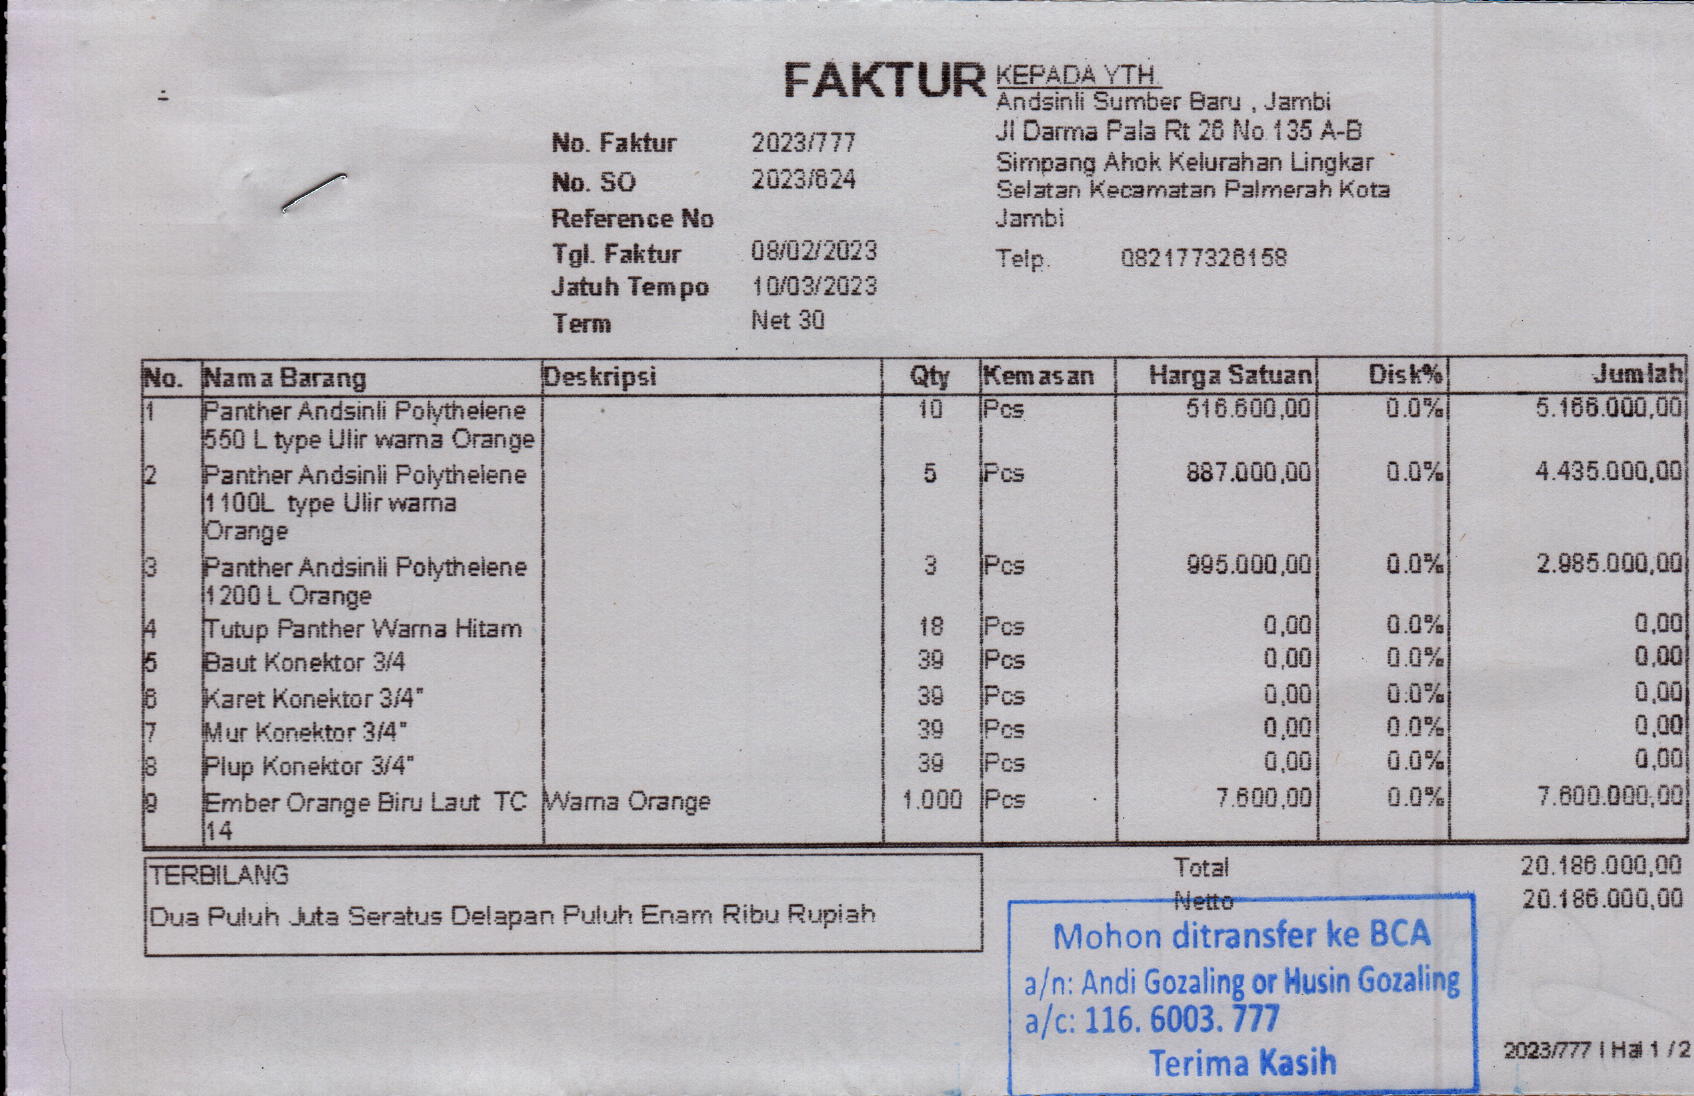 FAKTUR
KEPADA YTH.
Andsinli Sumber Baru , Jambi
Jl Darma Pala Rt 26 No.135 A-B
Simpang Ahok Kelurahan Lingkar
Selatan Kecamatan Palmerah Kota
Jambi
Telp. 082177326158
No. Faktur 2023/777
No. SO 2023/624
Reference No
Tgl. Faktur 08/02/2023
Jatuh Tempo 10/03/2023
Term Net 30
No. Nama Barang Deskripsi Qty Kemasan Harga Satuan Disk% Jumlah
1 Panther Andsinli Polythelene 10 Pcs 516.600,00 0.0% 5.166.000,00
550 L type Ulir warna Orange
2 Panther Andsinli Polythelene 5 Pcs 887.000,00 0.0% 4.435.000,00
1100L type Ulir warna
Orange
3 Panther Andsinli Polythelene 3 Pcs 995.000,00 0.0% 2.985.000,00
1200 L Orange
4 Tutup Panther Warna Hitam 18 Pcs 0,00 0.0% 0,00
5 Baut Konektor 3/4 39 Pcs 0,00 0.0% 0,00
6 Karet Konektor 3/4" 39 Pcs 0,00 0.0% 0,00
7 Mur Konektor 3/4" 39 Pcs 0,00 0.0% 0,00
8 Plup Konektor 3/4" 39 Pcs 0,00 0.0% 0,00
9 Ember Orange Biru Laut TC Warna Orange 1.000 Pcs 7.600,00 0.0% 7.600.000,00
14
TERBILANG
Dua Puluh Juta Seratus Delapan Puluh Enam Ribu Rupiah
Total 20.186.000,00
Netto 20.186.000,00
Mohon ditransfer ke BCA
a/n: Andi Gozaling or Husin Gozaling
a/c: 116. 6003. 777
Terima Kasih
2023/777 | Hal 1 / 2